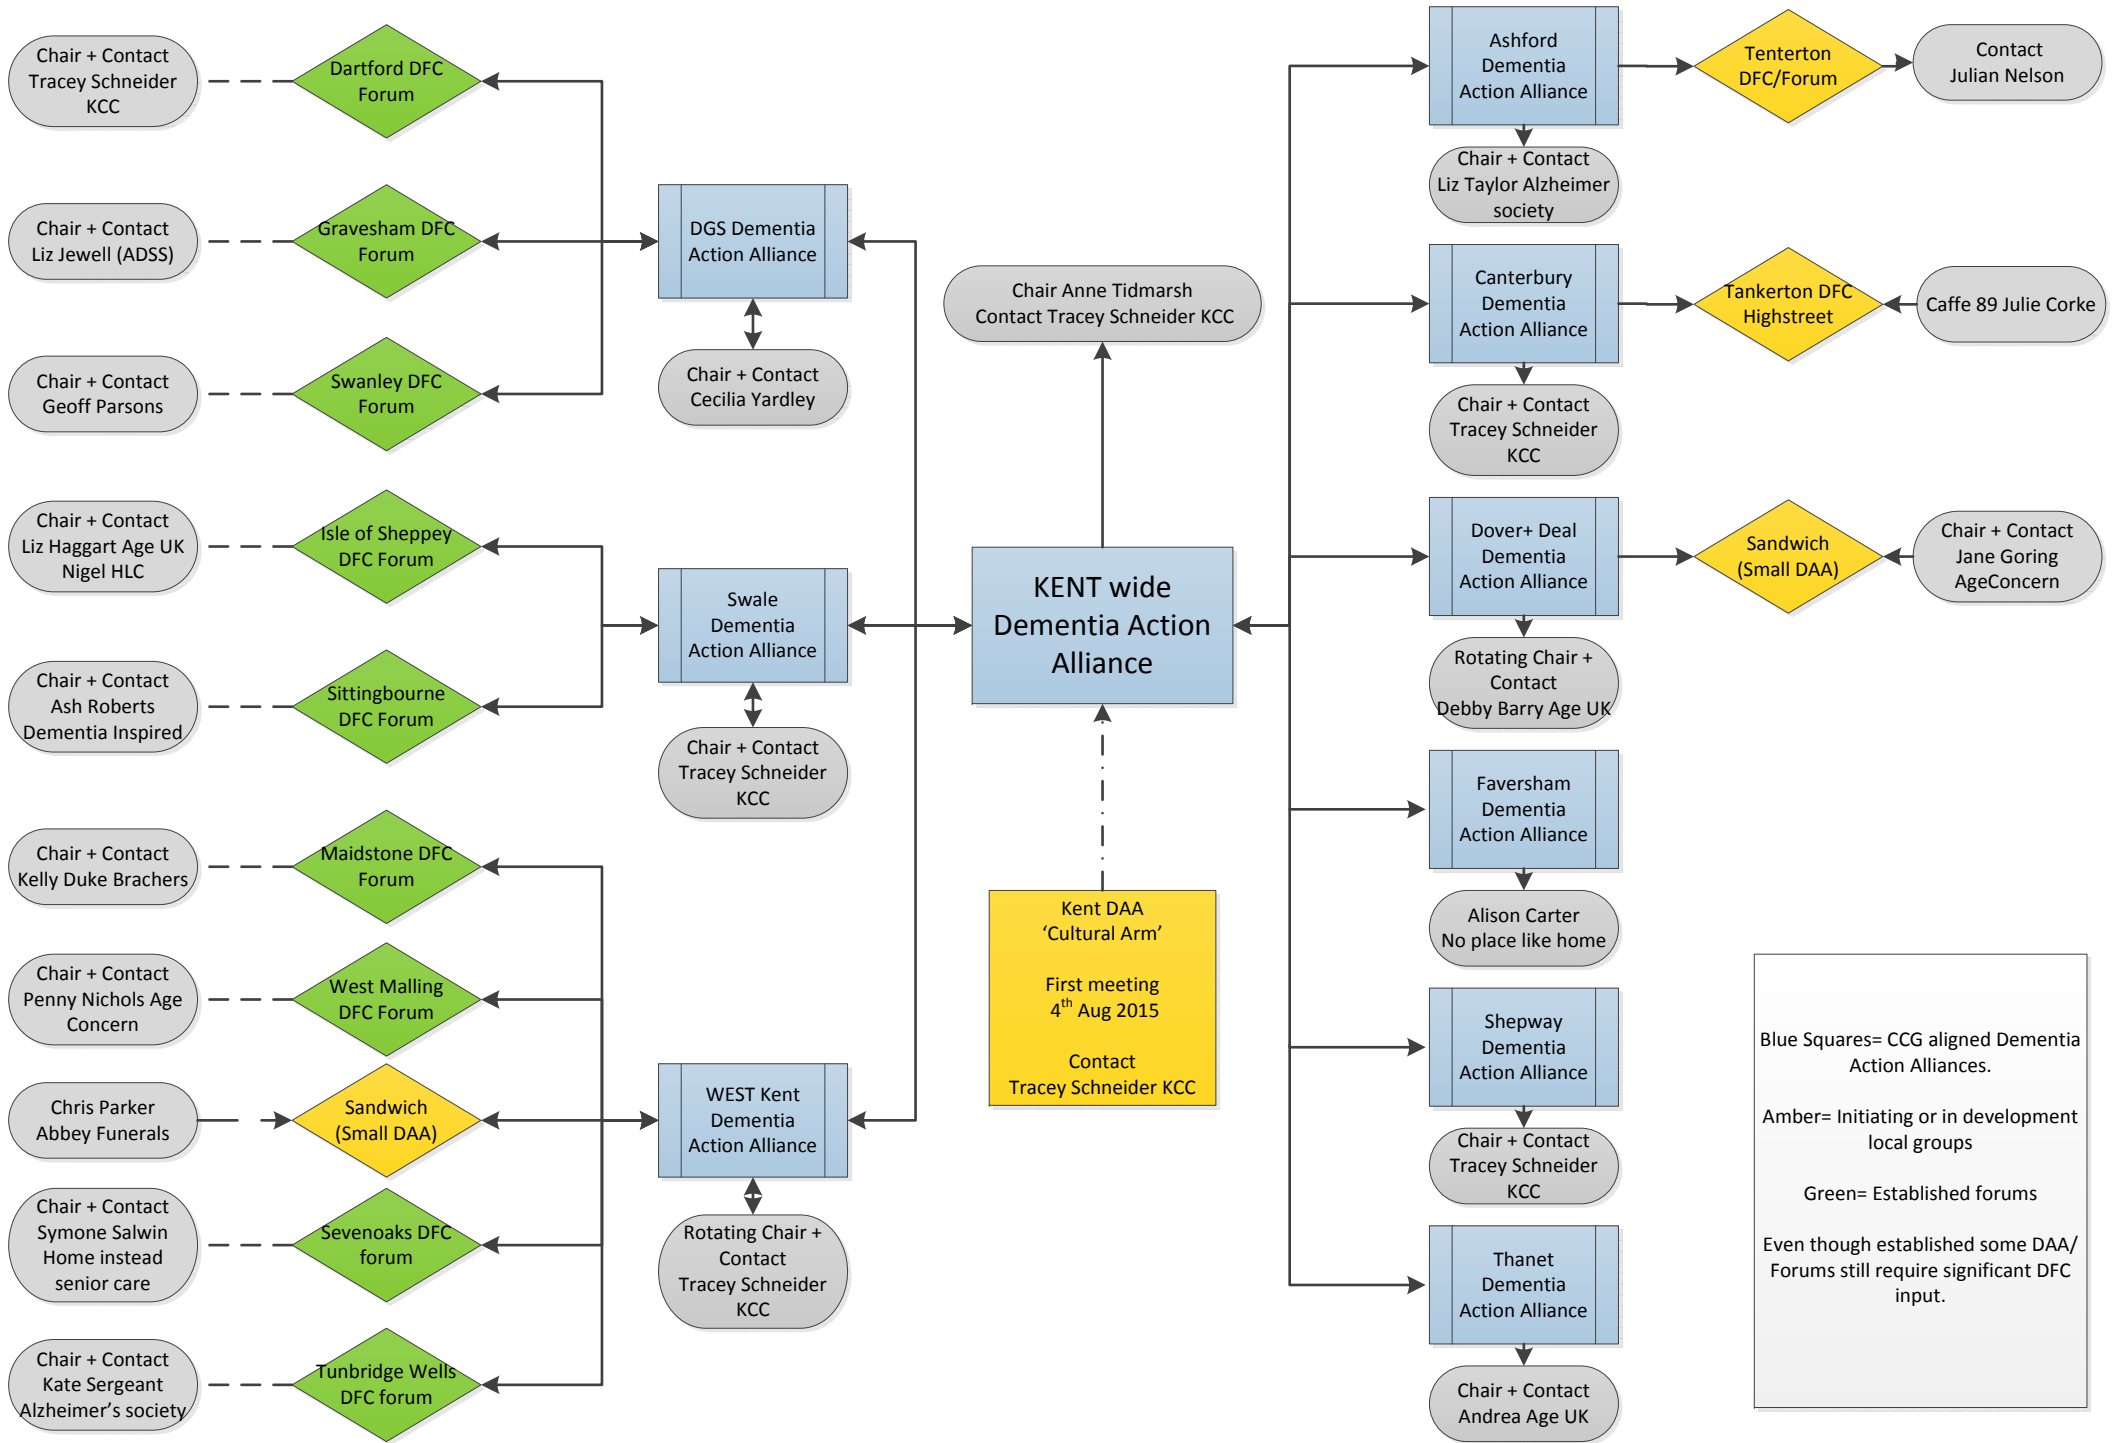 Chair + Contact
Tracey Schneider
KCC
Dartford DFC
Forum
Chair + Contact
Liz Jewell (ADSS)
Gravesham DFC
Forum
Chair + Contact
Geoff Parsons
Swanley DFC
Forum
DGS Dementia
Action Alliance
Chair + Contact
Cecilia Yardley
Chair + Contact
Liz Haggart Age UK
Nigel HLC
Isle of Sheppey
DFC Forum
Chair + Contact
Ash Roberts
Dementia Inspired
Sittingbourne
DFC Forum
Swale
Dementia
Action Alliance
Chair + Contact
Tracey Schneider
KCC
Chair + Contact
Kelly Duke Brachers
Maidstone DFC
Forum
Chair + Contact
Penny Nichols Age
Concern
West Malling
DFC Forum
Chris Parker
Abbey Funerals
Sandwich
(Small DAA)
Chair + Contact
Symone Salwin
Home instead
senior care
Sevenoaks DFC
forum
Chair + Contact
Kate Sergeant
Alzheimer's society
Tunbridge Wells
DFC forum
WEST Kent
Dementia
Action Alliance
Rotating Chair +
Contact
Tracey Schneider
KCC
Chair Anne Tidmarsh
Contact Tracey Schneider KCC
KENT wide
Dementia Action
Alliance
Kent DAA
‘Cultural Arm’
First meeting
4th Aug 2015
Contact
Tracey Schneider KCC
Ashford
Dementia
Action Alliance
Chair + Contact
Liz Taylor Alzheimer
society
Tenterton
DFC/Forum
Contact
Julian Nelson
Canterbury
Dementia
Action Alliance
Chair + Contact
Tracey Schneider
KCC
Tankerton DFC
Highstreet
Caffe 89 Julie Corke
Dover+ Deal
Dementia
Action Alliance
Rotating Chair +
Contact
Debby Barry Age UK
Sandwich
(Small DAA)
Chair + Contact
Jane Goring
AgeConcern
Faversham
Dementia
Action Alliance
Alison Carter
No place like home
Shepway
Dementia
Action Alliance
Chair + Contact
Tracey Schneider
KCC
Thanet
Dementia
Action Alliance
Chair + Contact
Andrea Age UK
Blue Squares= CCG aligned Dementia
Action Alliances.
Amber= Initiating or in development
local groups
Green= Established forums
Even though established some DAA/
Forums still require significant DFC
input.